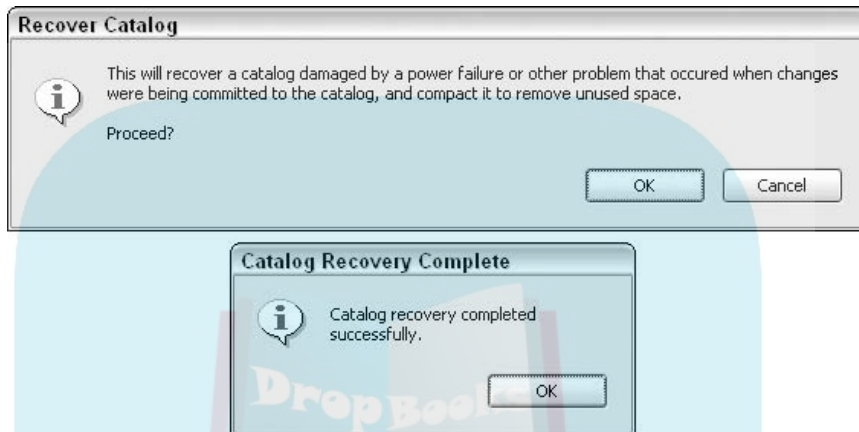 Recover Catalog
This will recover a catalog damaged by a power failure or other problem that occured when changes
were being committed to the catalog, and compact it to remove unused space.
Proceed?
OK
Cancel
Catalog Recovery Complete
Catalog recovery completed
successfully.
OK
DropBooks